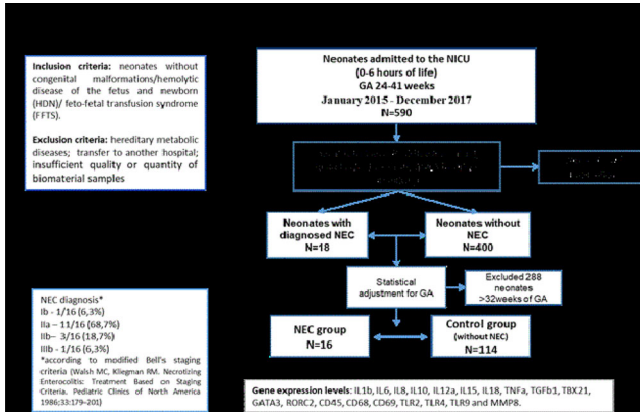 Inclusion criteria: neonates without
congenital malformations/hemolytic
disease of the fetus and newborn
(HDN)/ feto-fetal transfusion syndrome
(FFTS).
Exclusion criteria: hereditary metabolic
diseases; transfer to another hospital;
insufficient quality or quantity of
biomaterial samples
Neonates admitted to the NICU
(0-6 hours of life)
GA 24-41 weeks
January 2015 - December 2017
N=590
Neonates with
diagnosed NEC
N=18
Neonates without
NEC
N=400
Statistical
adjustment for GA
Excluded 288
neonates
>32weeks of GA
NEC group
N=16
Control group
(without NEC)
N=114
NEC diagnosis*
Ib - 1/16 (6,3%)
IIa – 11/16 (68,7%)
IIb– 3/16 (18,7%)
IIIb - 1/16 (6,3%)
*according to modified Bell's staging
criteria (Walsh MC, Kliegman RM. Necrotizing
Enterocolitis: Treatment Based on Staging
Criteria. Pediatric Clinics of North America
1986;33:179–201)
Gene expression levels: IL1b, IL6, IL8, IL10, IL12a, IL15, IL18, TNFa, TGFb1, TBX21,
GATA3, RORC2, CD45, CD68, CD69, TLR2, TLR4, TLR9 and MMP8.